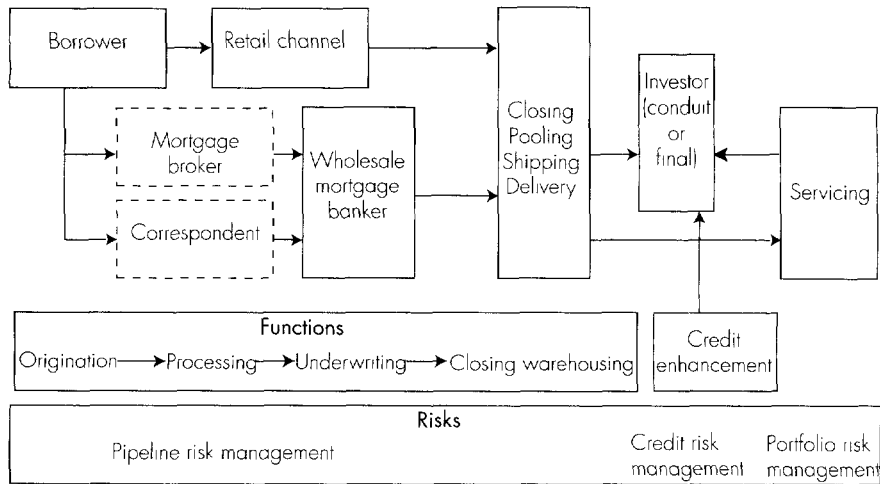 Borrower
Retail channel
Mortgage
broker
Correspondent
Wholesale
mortgage
banker
Closing
Pooling
Shipping
Delivery
Investor
(conduit
or
final)
Servicing
Functions
Origination
Processing
Underwriting
Closing warehousing
Credit
enhancement
Risks
Pipeline risk management
Credit risk
management
Portfolio risk
management